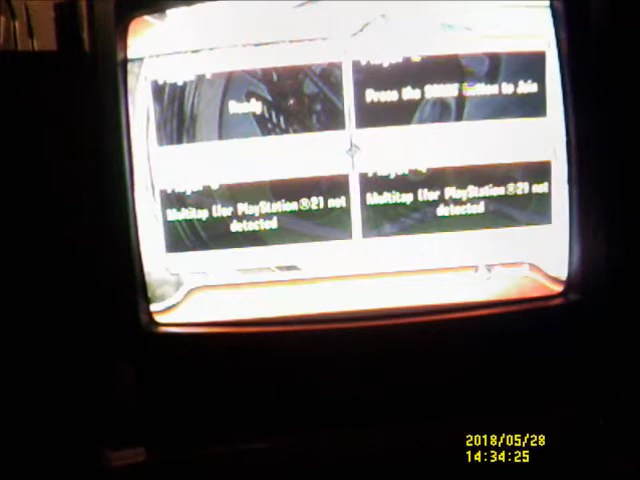 Ready
Press the START button to Join
Multitap (for PlayStation®2) not
detected
Multitap (for PlayStation®2) not
detected
2018/05/28
14:34:25